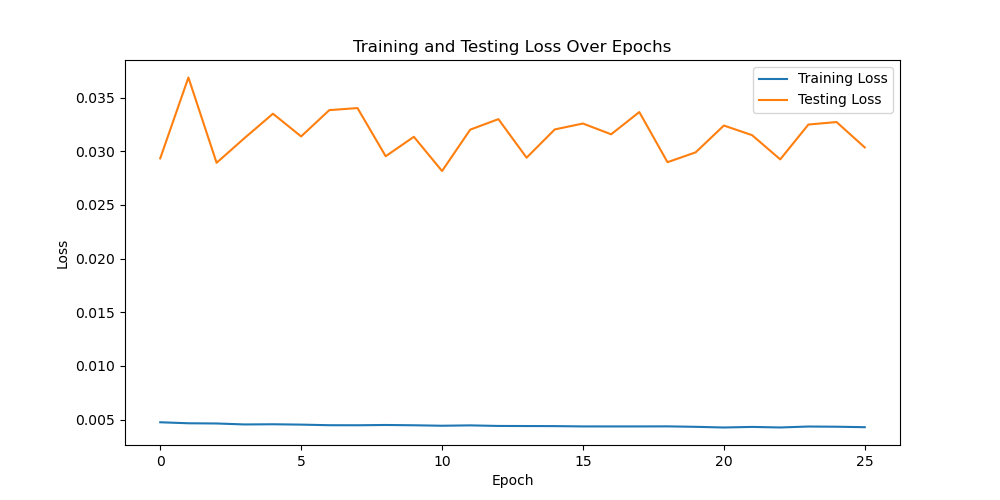 Training and Testing Loss Over Epochs
Training Loss
Testing Loss
0.035
0.030
0.025
0.020
0.015
0.010
0.005
Loss
0 5 10 15 20 25
Epoch